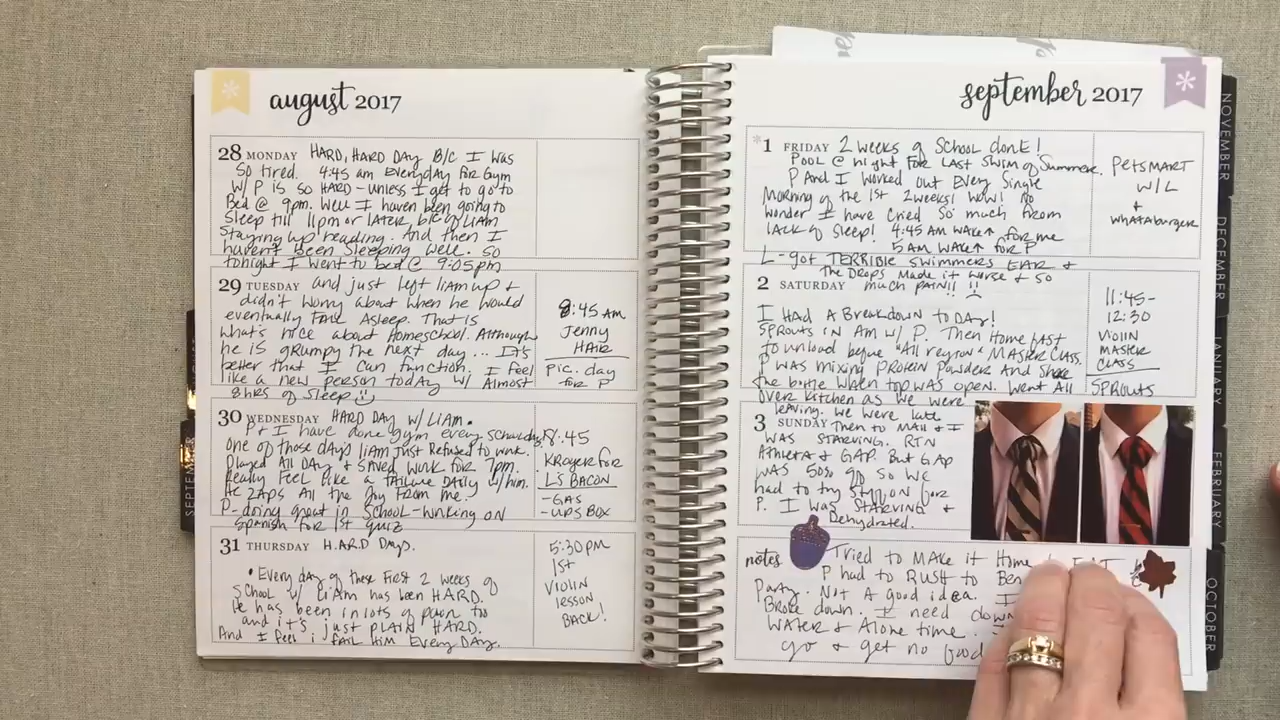 august 2017
28 MONDAY HARD, HARD DAY B/C I was
so tired. 4:45 am Everyday for Gym
w/ P is so HARD - unless I get to go to
Bed @ 9pm. Well I haven been going to
Sleep till 11pm or later b/c of Liam
Staying up reading. And then I
haven't been sleeping well. So
tonight I went to bed @ 9:05pm
29 TUESDAY and just left liam up &
didn't worry about when he would
eventually Asleep. That is
what's nice about Homeschool. Although
he is grumpy the next day... It's
better that I can function. I feel
like a new person today w/ Almost
8hrs of Sleep!!
8:45 AM
Jenny
HAIR
Pic. day
for P
30 WEDNESDAY HARD DAY w/ LiAm.
P & I have done gym every schoolday
one of those days liam just Refused to work.
Played All DAY & SAVED work for 7pm.
Really Feel like a failure DAily w/him.
He ZAPS All the Joy From me.
P- doing great in School-working on
Spanish for 1st quiz
8:45
KROger for
L'S BACON
-GAS
-UPS BOX
31 THURSDAY H.A.R.D Days.
• Every day of these First 2 weeks of
School w/ Liam has been HARD.
He has been in lots of pain too
and it's just PLAIN HARD.
And I feel i FAIL Him EVERY DAY.
5:30pm
1st
Violin
lesson
BACK!
september 2017
*1 FRIDAY 2 weeks of School done!
Pool @ night For Last Swim of Summer.
P And I worked out Every Single
Morning of the 1st 2weeks! Wow! No
wonder I have Cried So much from
lack of Sleep! 4:45 AM WAKE↑ for me
5 AM WAKE↑ for P
L-got TERRIBLE Swimmers EAR &
The Drops Made it worse & so
much pain!!
PetSMART
W/L
+
whAtAburger
2 SATURDAY
I HAd A Breakdown toDAy!
Sprouts in Am w/ P. Then Home fast
to unload before "All region" MASter CLASS.
P was mixing Protein Powder And
the bottle when top was open. Went All
over Kitchen as we were
leaving. We were late
11:45-
12:30
Violin
MASTER
CLASS
SPROUTS
3 SUNDAY Then to MAll & I
WAS STARVING. RTN
Athleta & GAP. But GAP
was 50% off so we
had to try stuff on for
P. I WAS STARVING &
Dehydrated.
notes Tried to MAKE it Home
P had to RUSH to
Party. Not A good idea. I
Broke down. I need down
WATER & Alone time.
go & get no food
NOVEMBER
DECEMBER
JANUARY
FEBRUARY
OCTOBER